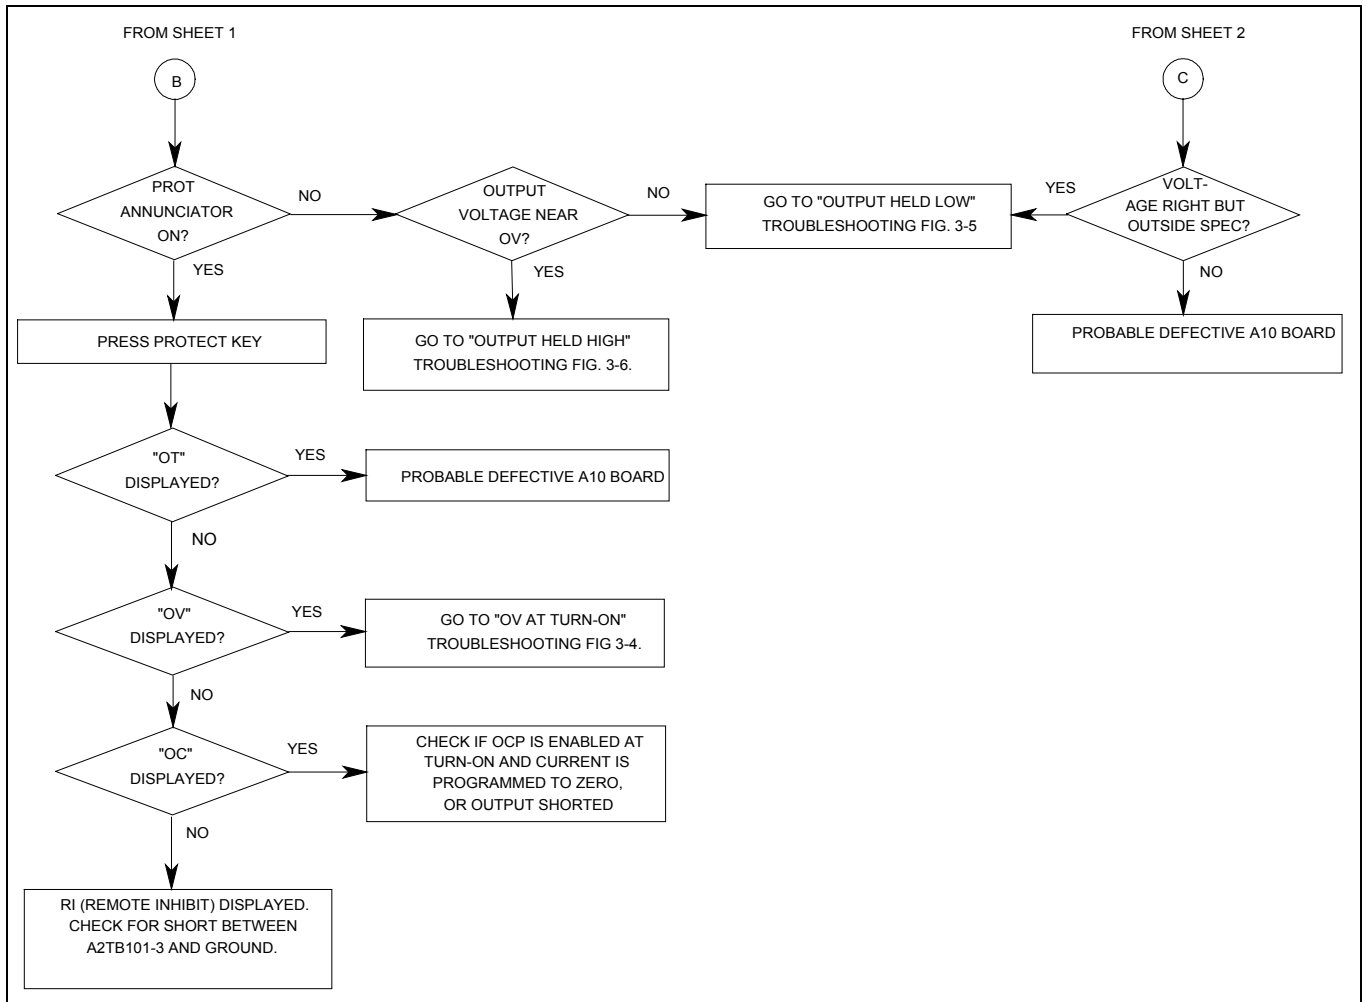 FROM SHEET 1
B
PROT
ANNUNCIATOR
ON?
NO
YES
OUTPUT
VOLTAGE NEAR
OV?
NO
YES
GO TO "OUTPUT HELD LOW"
TROUBLESHOOTING FIG. 3-5
FROM SHEET 2
C
VOLT-
AGE RIGHT BUT
OUTSIDE SPEC?
YES
NO
PROBABLE DEFECTIVE A10 BOARD
PRESS PROTECT KEY
GO TO "OUTPUT HELD HIGH"
TROUBLESHOOTING FIG. 3-6.
"OT"
DISPLAYED?
YES
PROBABLE DEFECTIVE A10 BOARD
NO
"OV"
DISPLAYED?
YES
GO TO "OV AT TURN-ON"
TROUBLESHOOTING FIG 3-4.
NO
"OC"
DISPLAYED?
YES
CHECK IF OCP IS ENABLED AT
TURN-ON AND CURRENT IS
PROGRAMMED TO ZERO,
OR OUTPUT SHORTED
NO
RI (REMOTE INHIBIT) DISPLAYED.
CHECK FOR SHORT BETWEEN
A2TB101-3 AND GROUND.